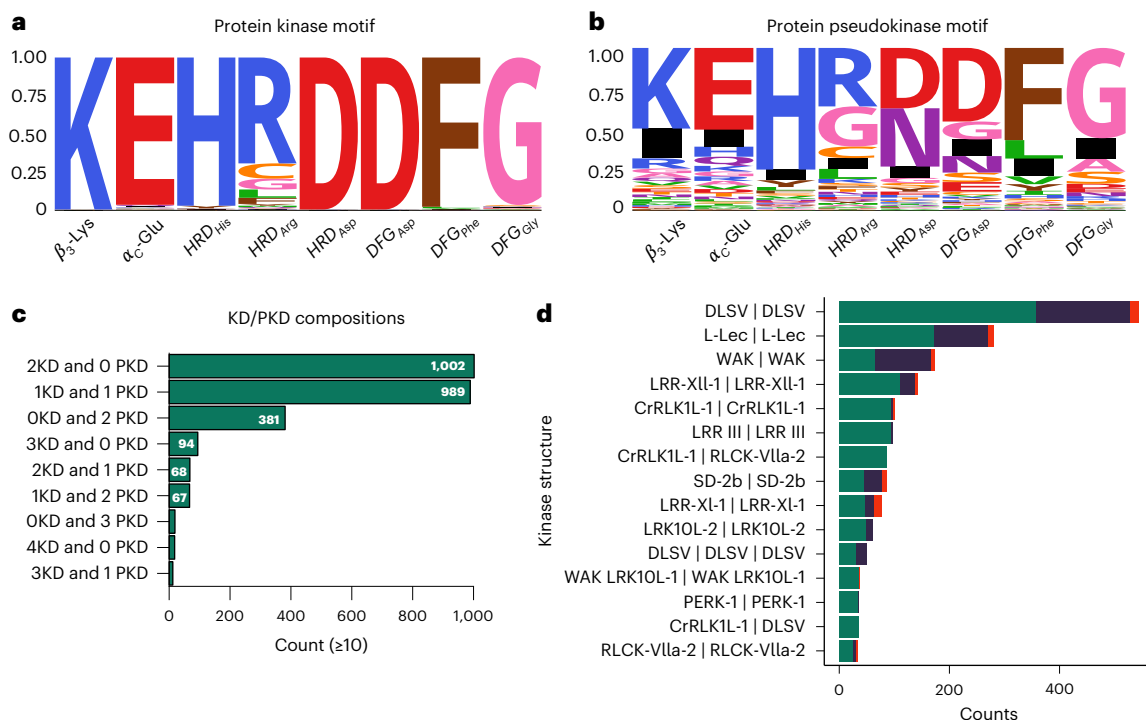 a
Protein kinase motif
1.00
0.75
0.50
0.25
0
K E H R D D F G
C
G
β3-Lys
αC-Glu
HRDHis
HRDArg
HRDAsp
DFGAsp
DFGPhe
DFGGly
b
Protein pseudokinase motif
1.00
0.75
0.50
0.25
0
K E H R D D F G
G N G L
C N A
β3-Lys
αC-Glu
HRDHis
HRDArg
HRDAsp
DFGAsp
DFGPhe
DFGGly
c
KD/PKD compositions
2KD and 0 PKD
1,002
1KD and 1 PKD
989
0KD and 2 PKD
381
3KD and 0 PKD
94
2KD and 1 PKD
68
1KD and 2 PKD
67
0KD and 3 PKD
4KD and 0 PKD
3KD and 1 PKD
0 200 400 600 800 1,000
Count (≥10)
d
Kinase structure
DLSV | DLSV
L-Lec | L-Lec
WAK | WAK
LRR-Xll-1 | LRR-Xll-1
CrRLK1L-1 | CrRLK1L-1
LRR III | LRR III
CrRLK1L-1 | RLCK-Vlla-2
SD-2b | SD-2b
LRR-Xl-1 | LRR-Xl-1
LRK10L-2 | LRK10L-2
DLSV | DLSV | DLSV
WAK LRK10L-1 | WAK LRK10L-1
PERK-1 | PERK-1
CrRLK1L-1 | DLSV
RLCK-Vlla-2 | RLCK-Vlla-2
0 200 400
Counts